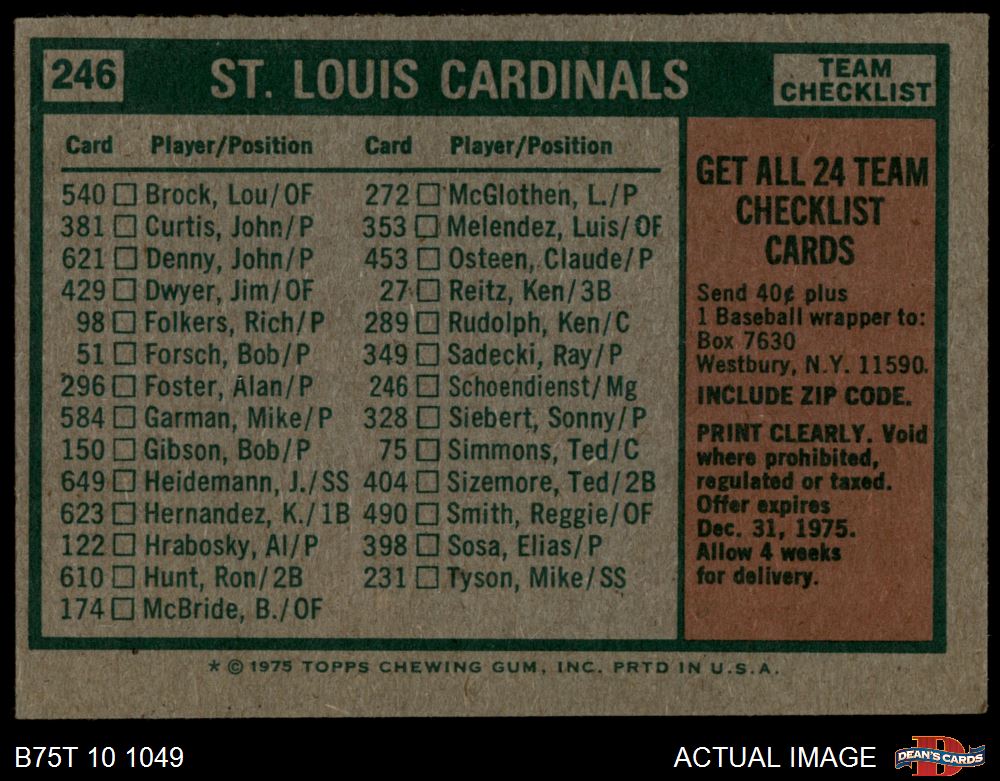 246
ST. LOUIS CARDINALS
TEAM
CHECKLIST
Card Player/Position
540 Brock, Lou/OF
381 Curtis, John/P
621 Denny, John/P
429 Dwyer, Jim/OF
98 Folkers, Rich/P
51 Forsch, Bob/P
296 Foster, Alan/P
584 Garman, Mike/P
150 Gibson, Bob/P
649 Heidemann, J./SS
623 Hernandez, K./1B
122 Hrabosky, Al/P
610 Hunt, Ron/2B
174 McBride, B./OF
Card Player/Position
272 McGlothen, L./P
353 Melendez, Luis/OF
453 Osteen, Claude/P
27 Reitz, Ken/3B
289 Rudolph, Ken/C
349 Sadecki, Ray/P
246 Schoendienst/Mg
328 Siebert, Sonny/P
75 Simmons, Ted/C
404 Sizemore, Ted/2B
490 Smith, Reggie/OF
398 Sosa, Elias/P
231 Tyson, Mike/SS
GET ALL 24 TEAM
CHECKLIST
CARDS
Send 40¢ plus
1 Baseball wrapper to:
Box 7630
Westbury, N.Y. 11590.
INCLUDE ZIP CODE.
PRINT CLEARLY. Void
where prohibited,
regulated or taxed.
Offer expires
Dec. 31, 1975.
Allow 4 weeks
for delivery.
* © 1975 TOPPS CHEWING GUM, INC. PRTD IN U.S.A.
B75T 10 1049
ACTUAL IMAGE
D
DEAN'S CARDS